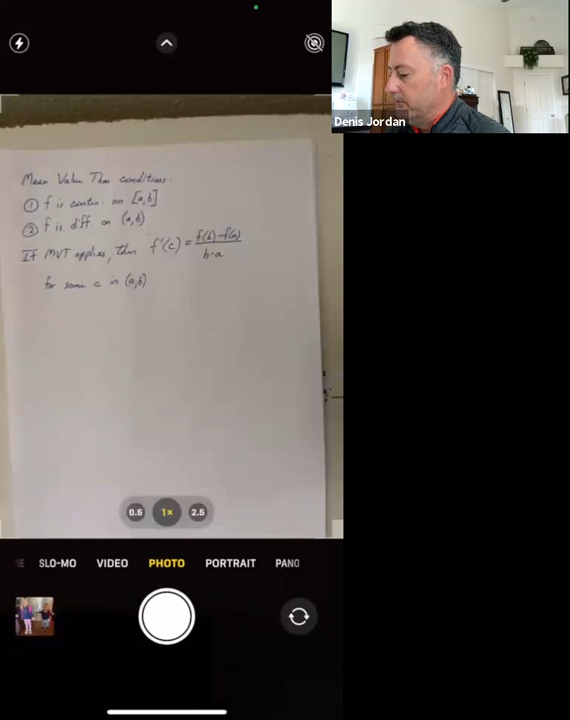 Denis Jordan
Mean Value Thm conditions:
① f is contin. on [a,b]
② f is diff. on (a,b)
If MVT applies, then f'(c) = f(b)-f(a) / b-a
for some c in (a,b)
0.5 1× 2.5
SLO-MO VIDEO PHOTO PORTRAIT PANO